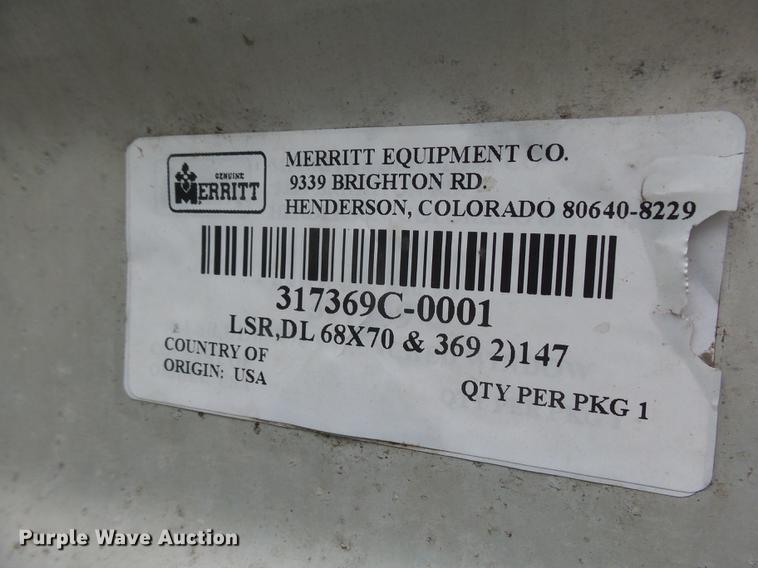 GENUINE
MERRITT
MERRITT EQUIPMENT CO.
9339 BRIGHTON RD.
HENDERSON, COLORADO 80640-8229
317369C-0001
LSR,DL 68X70 & 369 2)147
COUNTRY OF
ORIGIN: USA
QTY PER PKG 1
Purple Wave Auction